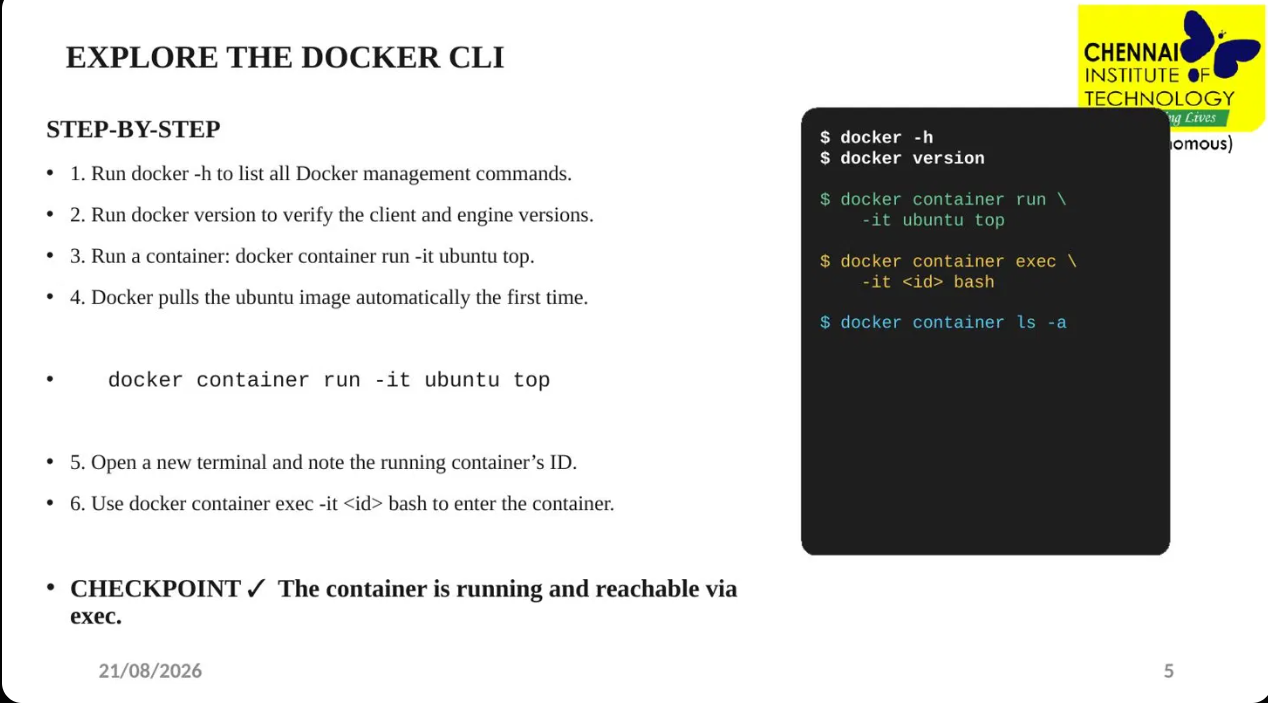 EXPLORE THE DOCKER CLI
CHENNAI
INSTITUTE OF
TECHNOLOGY
Lives
STEP-BY-STEP
• 1. Run docker -h to list all Docker management commands.
• 2. Run docker version to verify the client and engine versions.
• 3. Run a container: docker container run -it ubuntu top.
• 4. Docker pulls the ubuntu image automatically the first time.
• docker container run -it ubuntu top
• 5. Open a new terminal and note the running container’s ID.
• 6. Use docker container exec -it <id> bash to enter the container.
• CHECKPOINT ✓ The container is running and reachable via
exec.
$ docker -h
$ docker version
$ docker container run \
-it ubuntu top
$ docker container exec \
-it <id> bash
$ docker container ls -a
21/08/2026
5